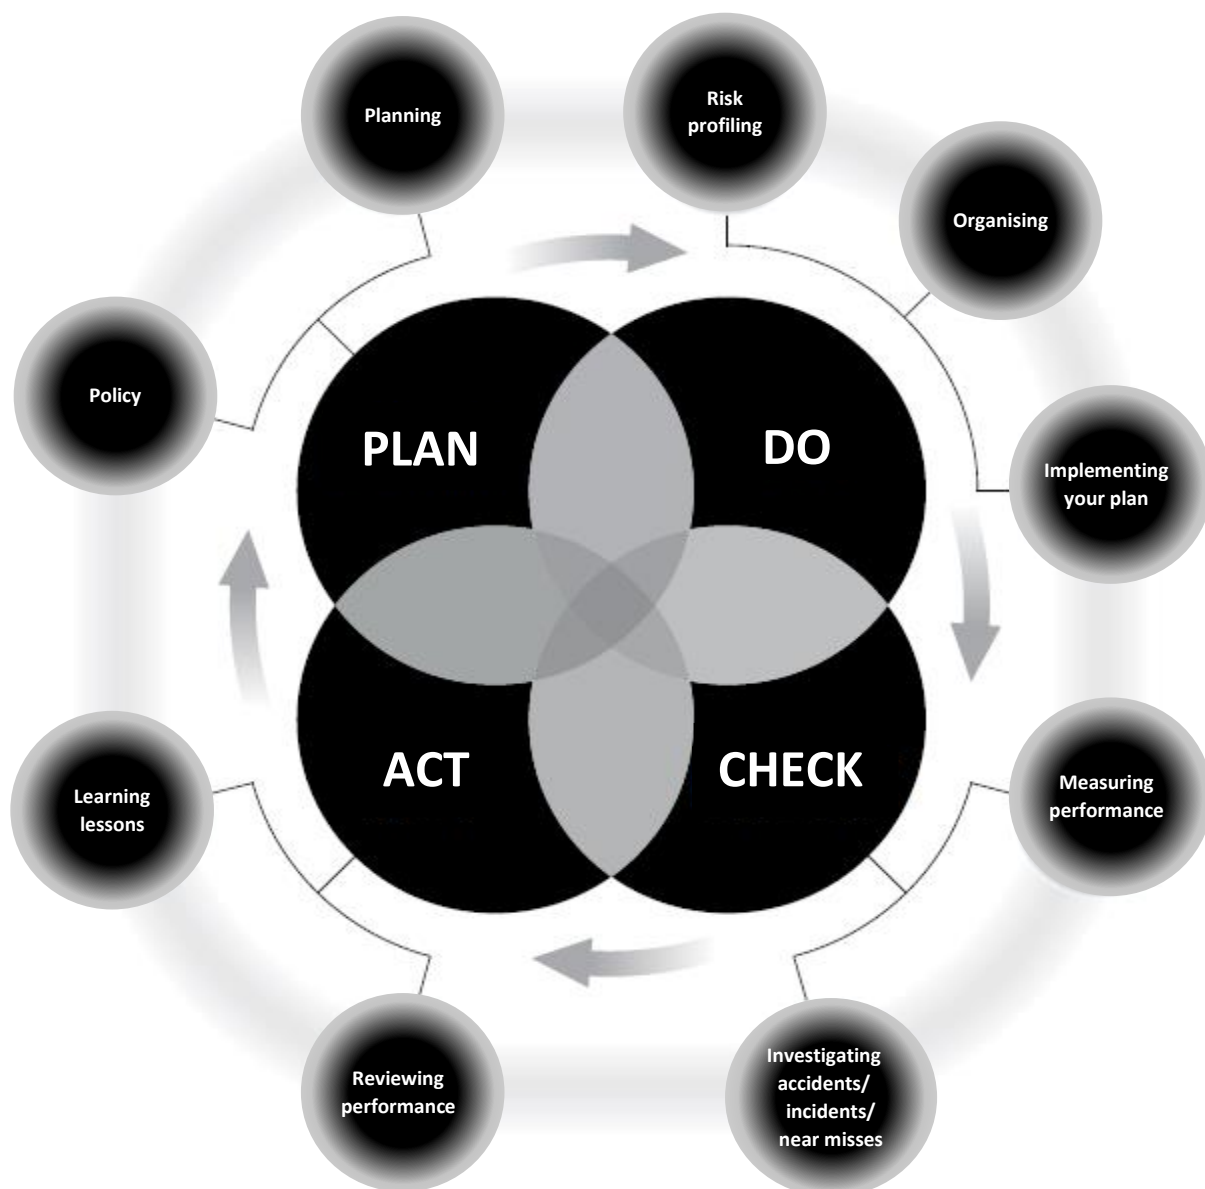 Planning
Risk
profiling
Organising
Policy
PLAN
DO
Implementing
your plan
ACT
CHECK
Learning
lessons
Measuring
performance
Reviewing
performance
Investigating
accidents/
incidents/
near misses